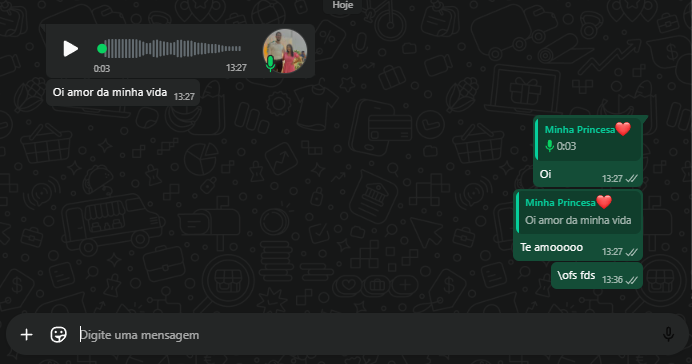 Hoje
0:03
13:27
Oi amor da minha vida 13:27
Minha Princesa❤️
0:03
Oi 13:27
Minha Princesa❤️
Oi amor da minha vida
Te amooooo 13:27
\ofs fds 13:36
Digite uma mensagem